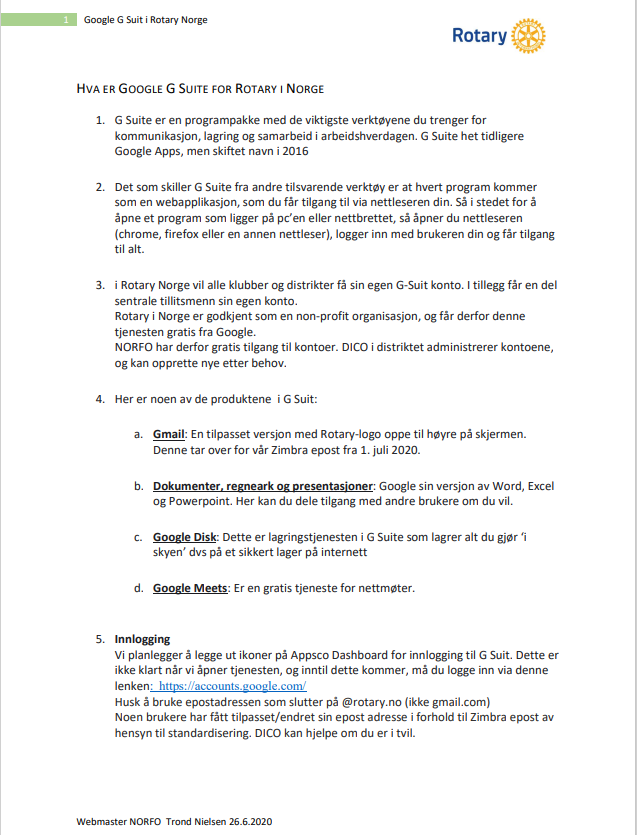 1 Google G Suit i Rotary Norge
Rotary
HVA ER GOOGLE G SUITE FOR ROTARY I NORGE
1. G Suite er en programpakke med de viktigste verktøyene du trenger for
kommunikasjon, lagring og samarbeid i arbeidshverdagen. G Suite het tidligere
Google Apps, men skiftet navn i 2016
2. Det som skiller G Suite fra andre tilsvarende verktøy er at hvert program kommer
som en webapplikasjon, som du får tilgang til via nettleseren din. Så i stedet for å
åpne et program som ligger på pc’en eller nettbrettet, så åpner du nettleseren
(chrome, firefox eller en annen nettleser), logger inn med brukeren din og får tilgang
til alt.
3. i Rotary Norge vil alle klubber og distrikter få sin egen G-Suit konto. I tillegg får en del
sentrale tillitsmenn sin egen konto.
Rotary i Norge er godkjent som en non-profit organisasjon, og får derfor denne
tjenesten gratis fra Google.
NORFO har derfor gratis tilgang til kontoer. DICO i distriktet administrerer kontoene,
og kan opprette nye etter behov.
4. Her er noen av de produktene i G Suit:
a. Gmail: En tilpasset versjon med Rotary-logo oppe til høyre på skjermen.
Denne tar over for vår Zimbra epost fra 1. juli 2020.
b. Dokumenter, regneark og presentasjoner: Google sin versjon av Word, Excel
og Powerpoint. Her kan du dele tilgang med andre brukere om du vil.
c. Google Disk: Dette er lagringstjenesten i G Suite som lagrer alt du gjør ‘i
skyen’ dvs på et sikkert lager på internett
d. Google Meets: Er en gratis tjeneste for nettmøter.
5. Innlogging
Vi planlegger å legge ut ikoner på Appsco Dashboard for innlogging til G Suit. Dette er
ikke klart når vi åpner tjenesten, og inntil dette kommer, må du logge inn via denne
lenken: https://accounts.google.com/
Husk å bruke epostadressen som slutter på @rotary.no (ikke gmail.com)
Noen brukere har fått tilpasset/endret sin epost adresse i forhold til Zimbra epost av
hensyn til standardisering. DICO kan hjelpe om du er i tvil.
Webmaster NORFO Trond Nielsen 26.6.2020